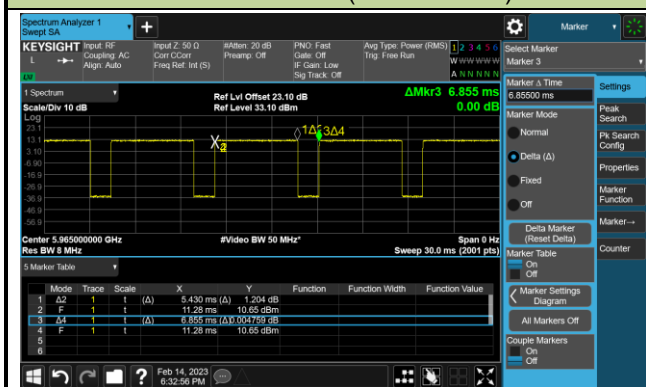 Spectrum Analyzer 1
Swept SA
Marker
KEYSIGHT
Input: RF
Coupling: AC
Align: Auto
Input Z: 50 Ω
Corr CCorr
Freq Ref: Int (S)
#Atten: 20 dB
Preamp: Off
PNO: Fast
Gate: Off
IF Gain: Low
Sig Track: Off
Avg Type: Power (RMS)
Trig: Free Run
1 2 3 4 5 6
W W W W W W
A N N N N N
L
LV
1 Spectrum
Scale/Div 10 dB
Ref Lvl Offset 23.10 dB
Ref Level 33.10 dBm
ΔMkr3 6.855 ms
0.00 dB
Log
23.1
13.1
3.10
-6.90
-16.9
-26.9
-36.9
-46.9
-56.9
3Δ4
Center 5.965000000 GHz
Res BW 8 MHz
#Video BW 50 MHz*
Span 0 Hz
Sweep 30.0 ms (2001 pts)
5 Marker Table
Mode Trace Scale X Y Function Function Width Function Value
1 Δ2 1 t (Δ) 5.430 ms (Δ) 1.204 dB
2 F 1 t 11.28 ms 10.65 dBm
3 Δ4 1 t (Δ) 6.855 ms (Δ) 0.004759 dB
4 F 1 t 11.28 ms 10.65 dBm
5
6
Feb 14, 2023
6:32:56 PM
Select Marker
Marker 3
Marker Δ Time
6.85500 ms
Marker Mode
Normal
Delta (Δ)
Fixed
Off
Delta Marker
(Reset Delta)
Marker Table
On
Off
Marker Settings
Diagram
All Markers Off
Couple Markers
On
Off
Settings
Peak
Search
Pk Search
Config
Properties
Marker
Function
Marker→
Counter